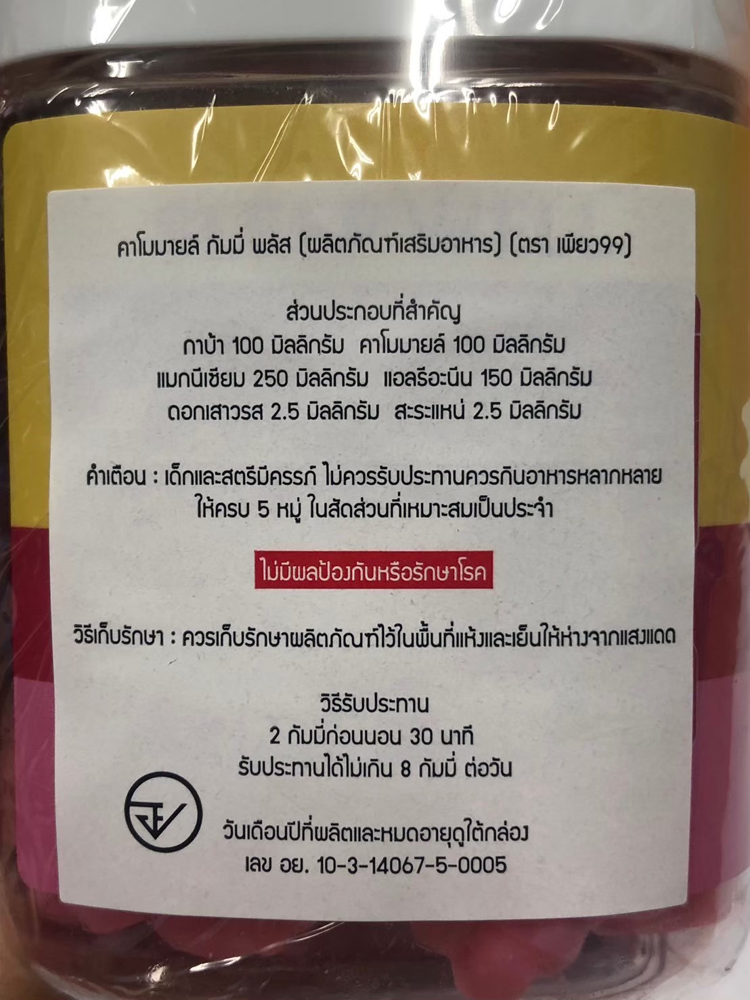 คาโมมายล์ กัมมี่ พลัส (ผลิตภัณฑ์เสริมอาหาร) (ตรา เพียว99)
ส่วนประกอบที่สำคัญ
กาบ้า 100 มิลลิกรัม คาโมมายล์ 100 มิลลิกรัม
แมกนีเซียม 250 มิลลิกรัม แอลธีอะนีน 150 มิลลิกรัม
ดอกเสาวรส 2.5 มิลลิกรัม สะระแหน่ 2.5 มิลลิกรัม
คำเตือน : เด็กและสตรีมีครรภ์ ไม่ควรรับประทานควรกินอาหารหลากหลาย
ให้ครบ 5 หมู่ ในสัดส่วนที่เหมาะสมเป็นประจำ
ไม่มีผลป้องกันหรือรักษาโรค
วิธีเก็บรักษา : ควรเก็บรักษาผลิตภัณฑ์ไว้ในพื้นที่แห้งและเย็นให้ห่างจากแสงแดด
วิธีรับประทาน
2 กัมมี่ก่อนนอน 30 นาที
รับประทานได้ไม่เกิน 8 กัมมี่ ต่อวัน
วันเดือนปีที่ผลิตและหมดอายุดูใต้กล่อง
เลข อย. 10-3-14067-5-0005